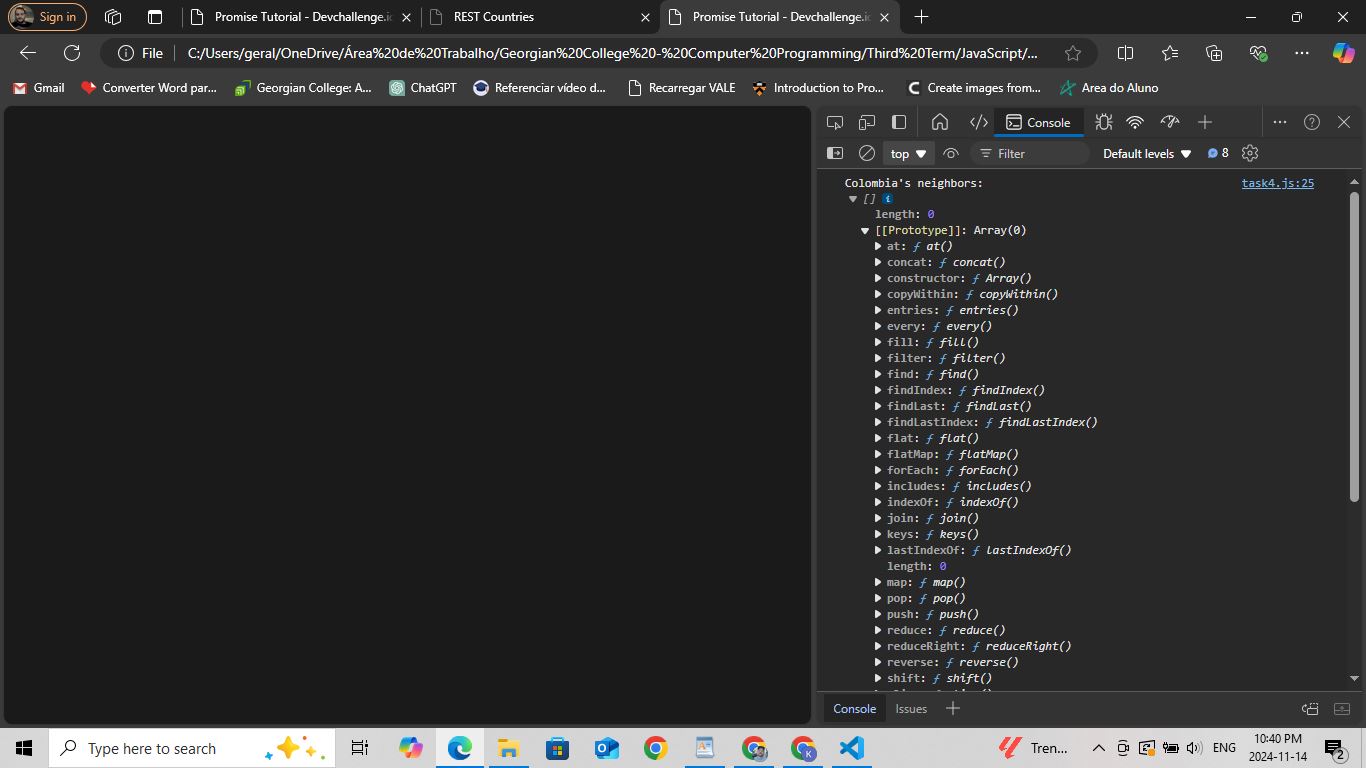 Sign in
Promise Tutorial - Devchallenge.i
REST Countries
Promise Tutorial - Devchallenge.i
File
C:/Users/geral/OneDrive/Área%20de%20Trabalho/Georgian%20College%20-%20Computer%20Programming/Third%20Term/JavaScript/...
Gmail
Converter Word par...
Georgian College: A...
ChatGPT
Referenciar vídeo d...
Recarregar VALE
Introduction to Pro...
Create images from...
Area do Aluno
Console
top
Filter
Default levels
8
Colombia's neighbors:
task4.js:25
[] i
length: 0
[[Prototype]]: Array(0)
at: ƒ at()
concat: ƒ concat()
constructor: ƒ Array()
copyWithin: ƒ copyWithin()
entries: ƒ entries()
every: ƒ every()
fill: ƒ fill()
filter: ƒ filter()
find: ƒ find()
findIndex: ƒ findIndex()
findLast: ƒ findLast()
findLastIndex: ƒ findLastIndex()
flat: ƒ flat()
flatMap: ƒ flatMap()
forEach: ƒ forEach()
includes: ƒ includes()
indexOf: ƒ indexOf()
join: ƒ join()
keys: ƒ keys()
lastIndexOf: ƒ lastIndexOf()
length: 0
map: ƒ map()
pop: ƒ pop()
push: ƒ push()
reduce: ƒ reduce()
reduceRight: ƒ reduceRight()
reverse: ƒ reverse()
shift: ƒ shift()
Console
Issues
Type here to search
K
Tren...
ENG
10:40 PM
2024-11-14
2